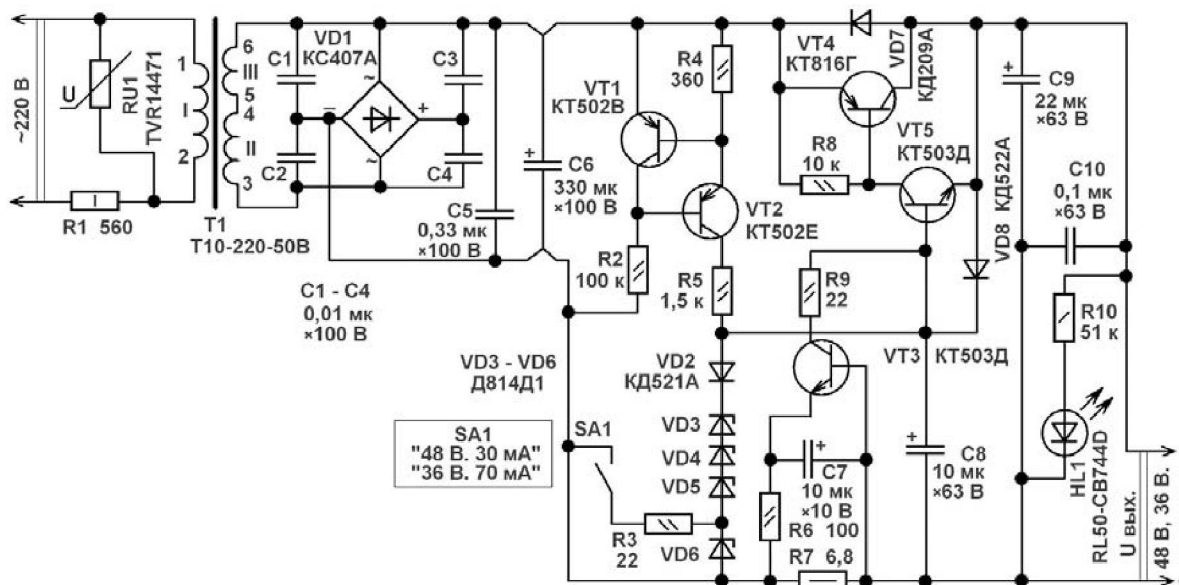 ~220 В
U
RU1
TVR14471
R1 560
1
I
2
6
III
5
4
II
3
T1
T10-220-50В
C1
VD1
КС407А
C3
~
–
+
~
C2
C4
C5
0,33 мк
×100 В
C1 - C4
0,01 мк
×100 В
+
C6
330 мк
×100 В
VT1
КТ502В
R4
360
VT2
КТ502Е
R2
100 к
R5
1,5 к
VT4
КТ816Г
VD7
КД209А
R8
10 к
VT5
КТ503Д
VD8 КД522А
+
C9
22 мк
×63 В
C10
0,1 мк
×63 В
R9
22
VT3 КТ503Д
R10
51 к
VD3 - VD6
Д814Д1
VD2
КД521А
SA1
"48 В. 30 мА"
"36 В. 70 мА"
SA1
VD3
VD4
VD5
VD6
R3
22
+
C7
10 мк
×10 В
R6 100
R7 6,8
+
C8
10 мк
×63 В
HL1
RL50-CB744D
U вых.
48 В, 36 В.